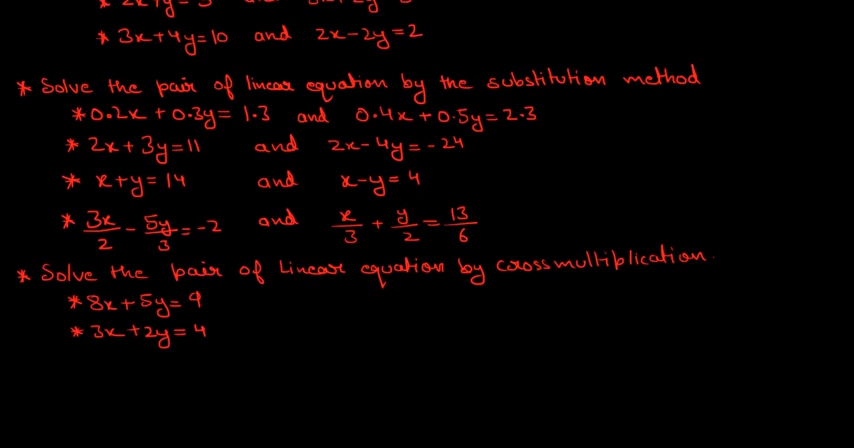 * 3x+4y=10 and 2x-2y=2
* Solve the pair of linear equation by the substitution method
* 0.2x + 0.3y = 1.3 and 0.4x + 0.5y = 2.3
* 2x + 3y = 11 and 2x - 4y = -24
* x+y = 14 and x-y = 4
* 3x/2 - 5y/3 = -2 and x/3 + y/2 = 13/6
* Solve the pair of Linear equation by crossmultiplication.
* 8x + 5y = 9
* 3x + 2y = 4